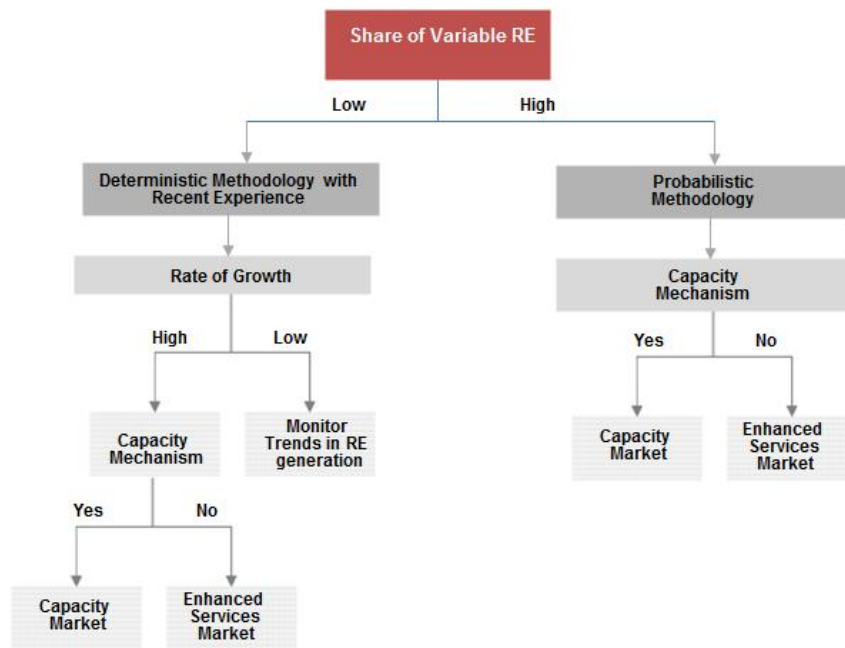 Share of Variable RE
Low
High
Deterministic Methodology with
Recent Experience
Probabilistic
Methodology
Rate of Growth
Capacity
Mechanism
High
Low
Yes
No
Capacity
Mechanism
Monitor
Trends in RE
generation
Capacity
Market
Enhanced
Services
Market
Yes
No
Capacity
Market
Enhanced
Services
Market